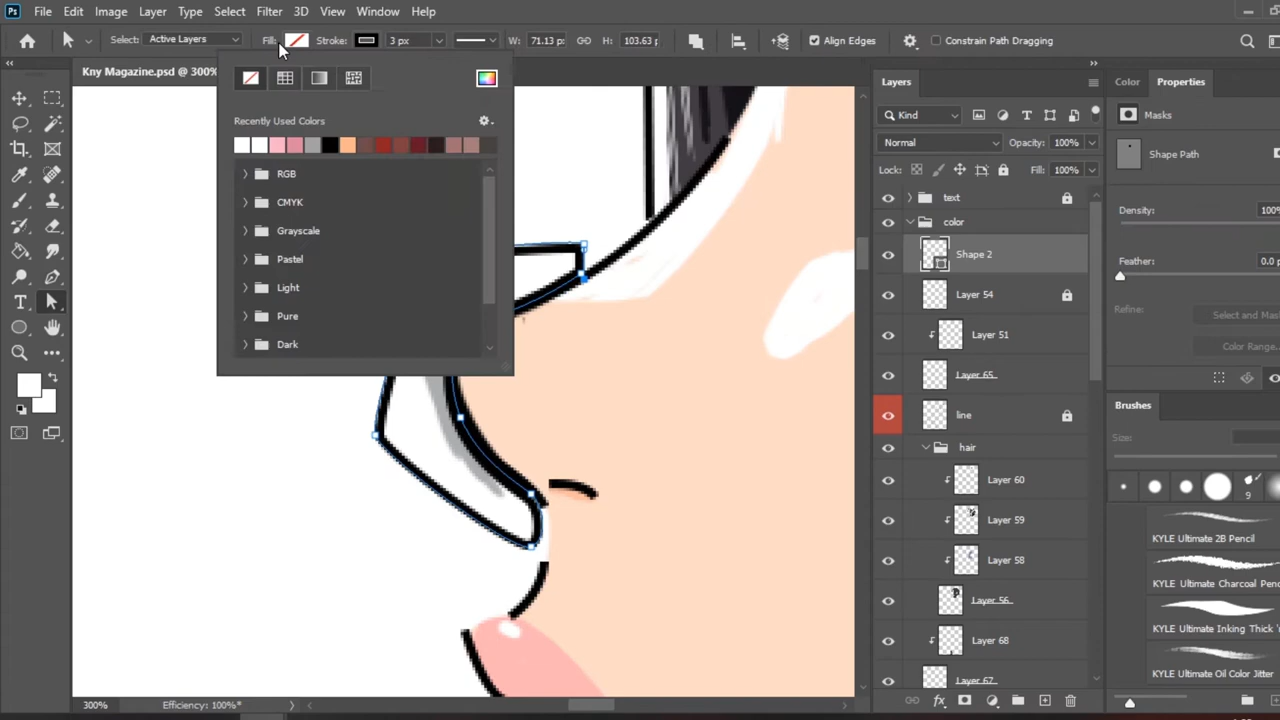 Ps File Edit Image Layer Type Select Filter 3D View Window Help
Select: Active Layers Fill: Stroke: 3 px W: 71.13 H: 103.63 Align Edges Constrain Path Dragging
Kny Magazine.psd @ 300%
Recently Used Colors
RGB
CMYK
Grayscale
Pastel
Light
Pure
Dark
Layers
Kind
Normal Opacity: 100%
Lock: Fill: 100%
text
color
Shape 2
Layer 54
Layer 51
Layer 65
line
hair
Layer 60
Layer 59
Layer 58
Layer 56
Layer 68
Layer 67
Color Properties
Masks
Shape Path
Density: 100%
Feather: 0.0
Refine: Select and
Color Range...
Brushes
Size:
9
KYLE Ultimate 2B Pencil
KYLE Ultimate Charcoal
KYLE Ultimate Inking Thick
KYLE Ultimate Oil Color Jitter
300% Efficiency: 100%*